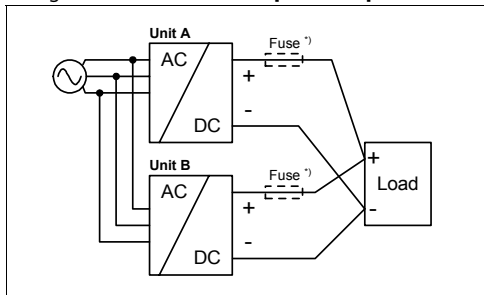 Unit A
AC
DC
Fuse *)
+
-
Unit B
AC
DC
Fuse *)
+
-
+
-
Load